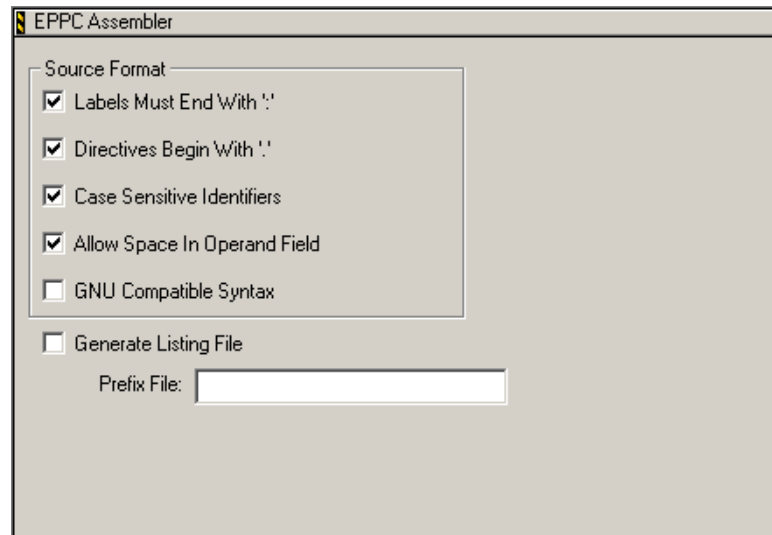 EPPC Assembler
Source Format
Labels Must End With ':'
Directives Begin With '.'
Case Sensitive Identifiers
Allow Space In Operand Field
GNU Compatible Syntax
Generate Listing File
Prefix File: